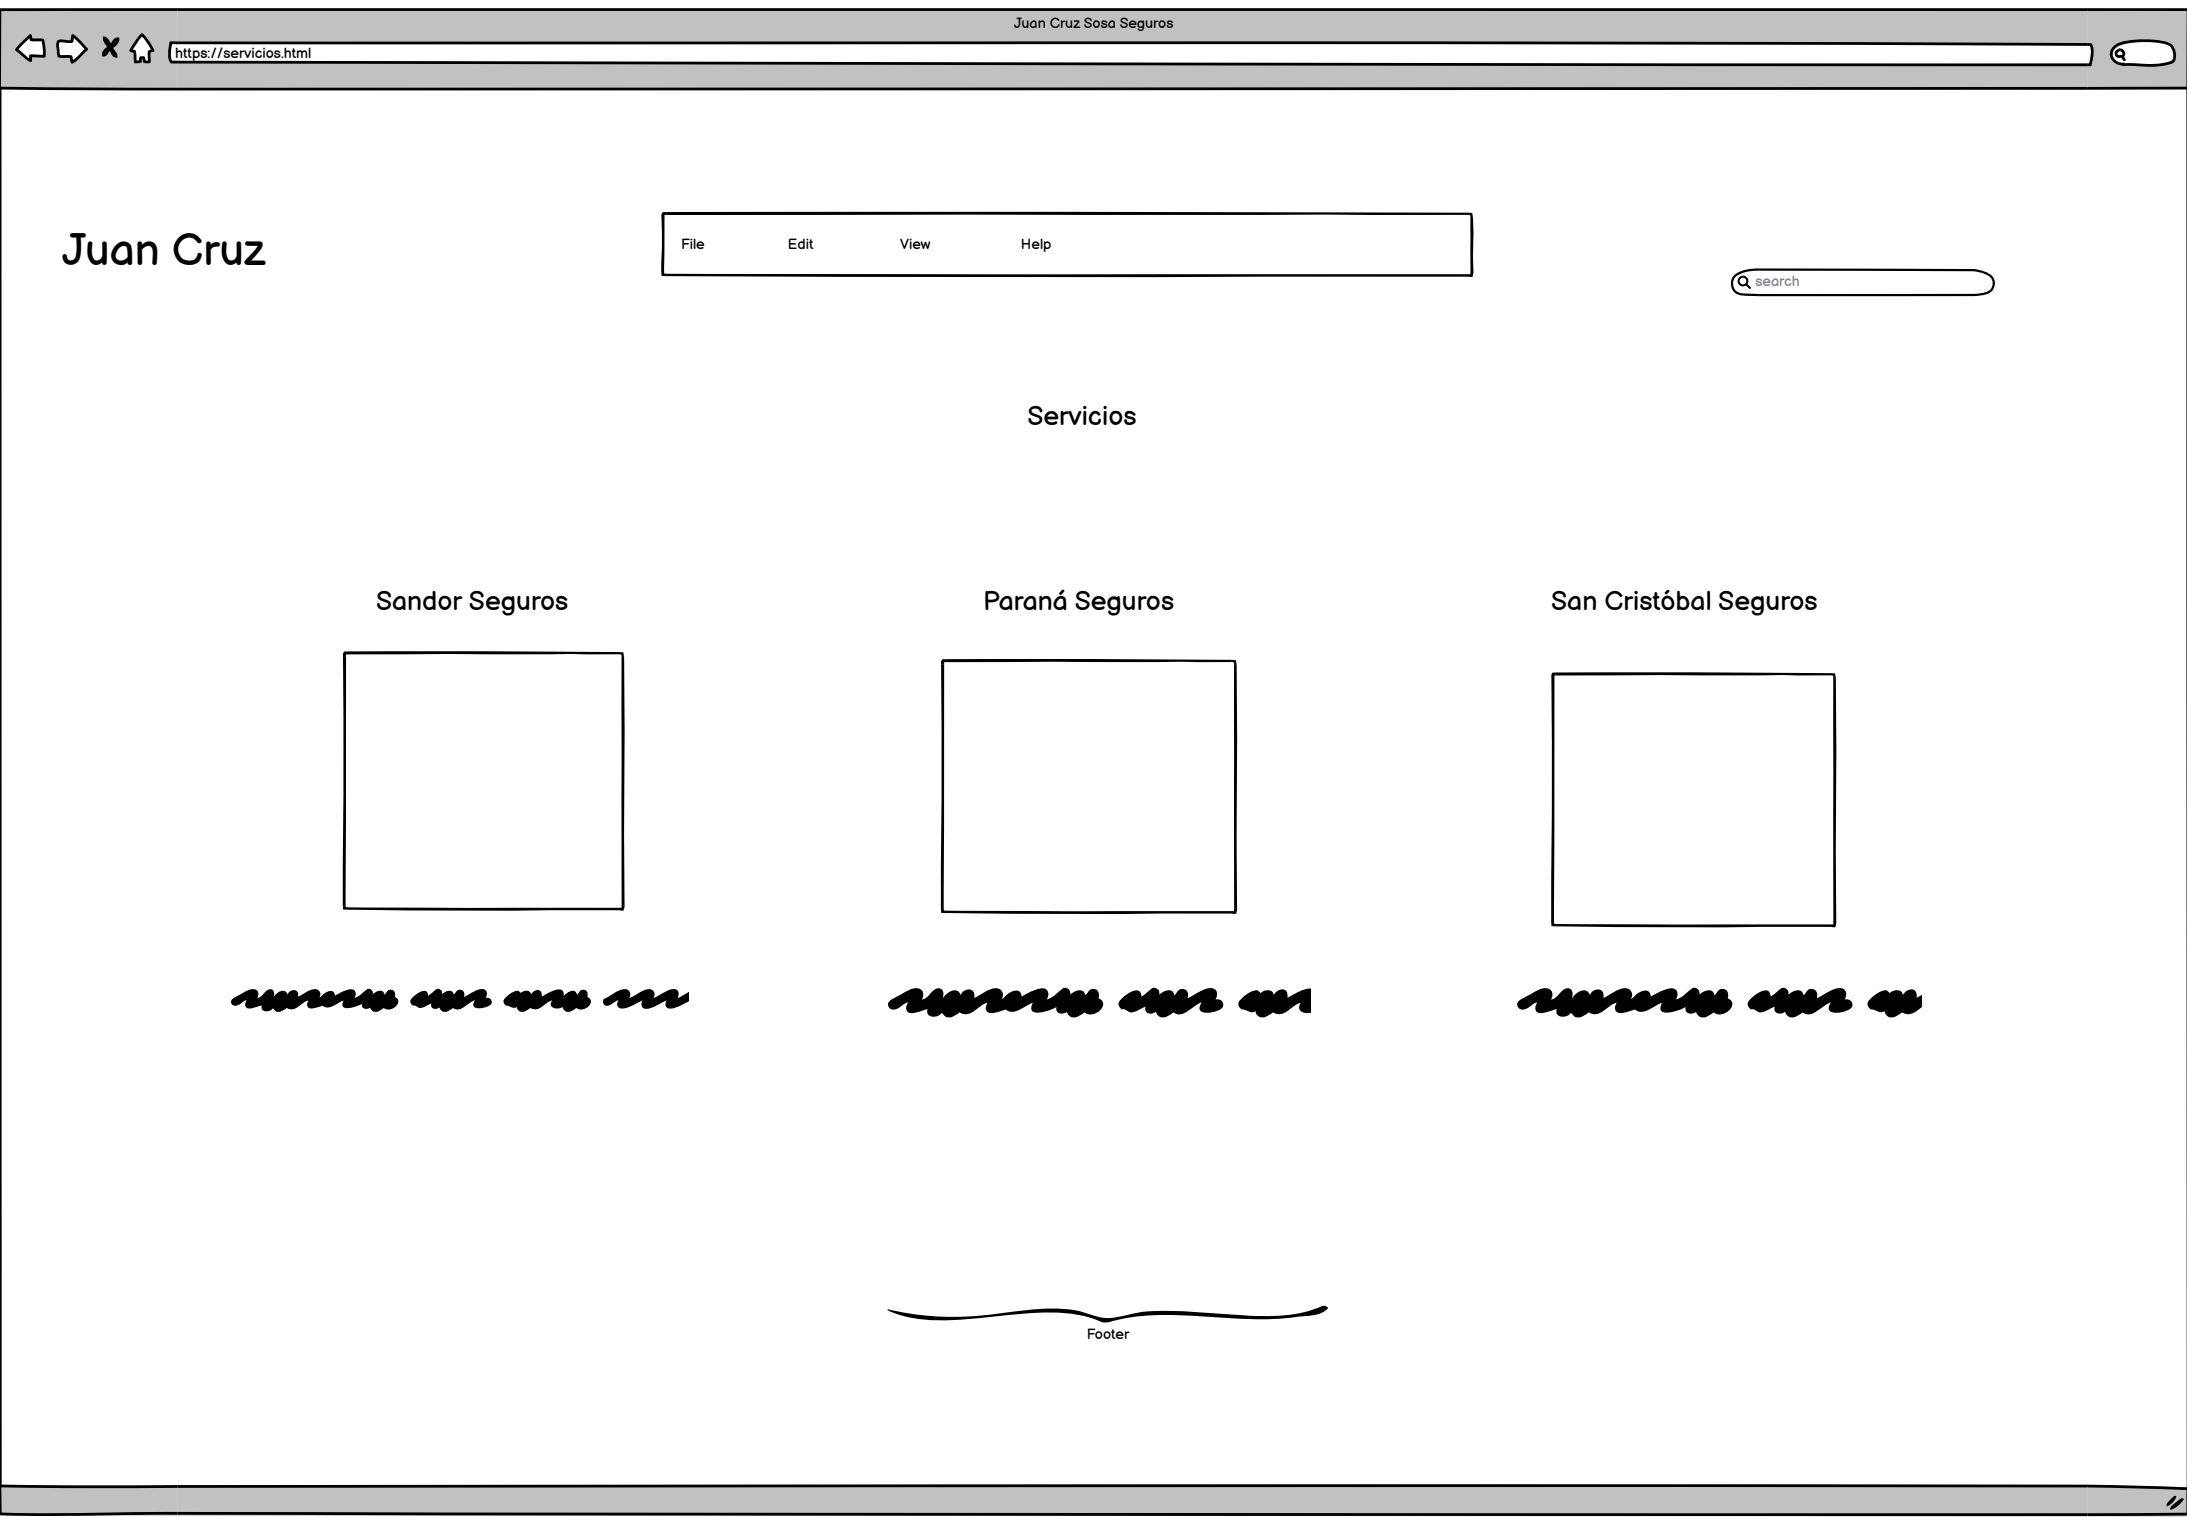 Juan Cruz Sosa Seguros
https://servicios.html
Juan Cruz
File Edit View Help
search
Servicios
Sandor Seguros
Paraná Seguros
San Cristóbal Seguros
Footer